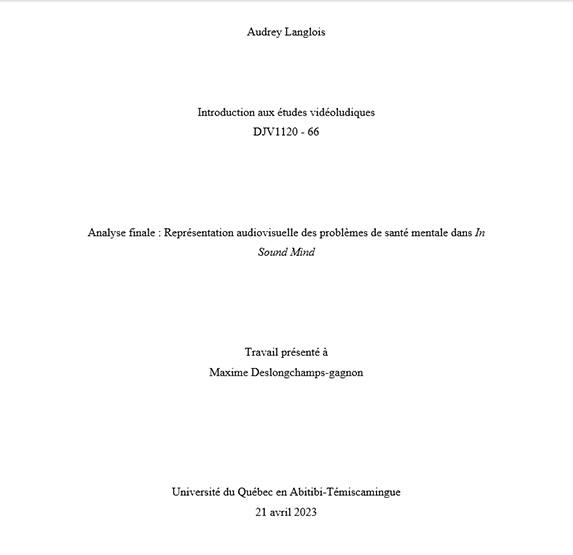 Audrey Langlois
Introduction aux études vidéoludiques
DJV1120 - 66
Analyse finale : Représentation audiovisuelle des problèmes de santé mentale dans In
Sound Mind
Travail présenté à
Maxime Deslongchamps-gagnon
Université du Québec en Abitibi-Témiscamingue
21 avril 2023